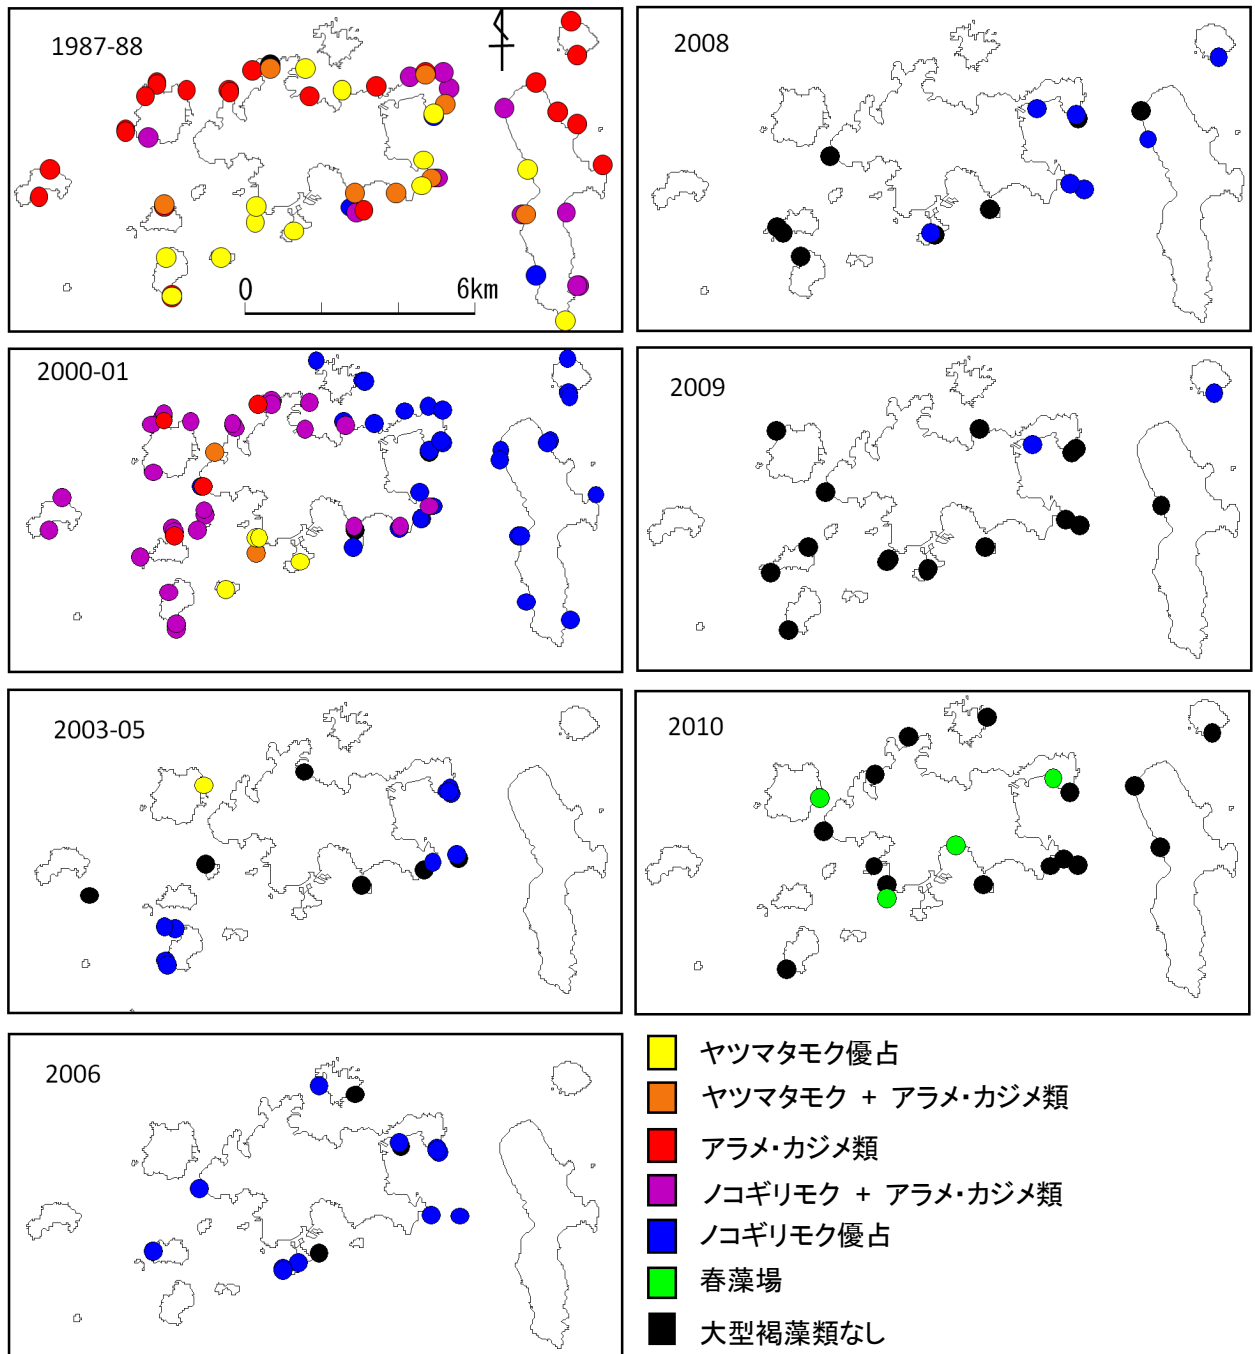 1987-88
0
6km
2000-01
2003-05
2006
2008
2009
2010
ヤツマタモク優占
ヤツマタモク + アラメ・カジメ類
アラメ・カジメ類
ノコギリモク + アラメ・カジメ類
ノコギリモク優占
春藻場
大型褐藻類なし